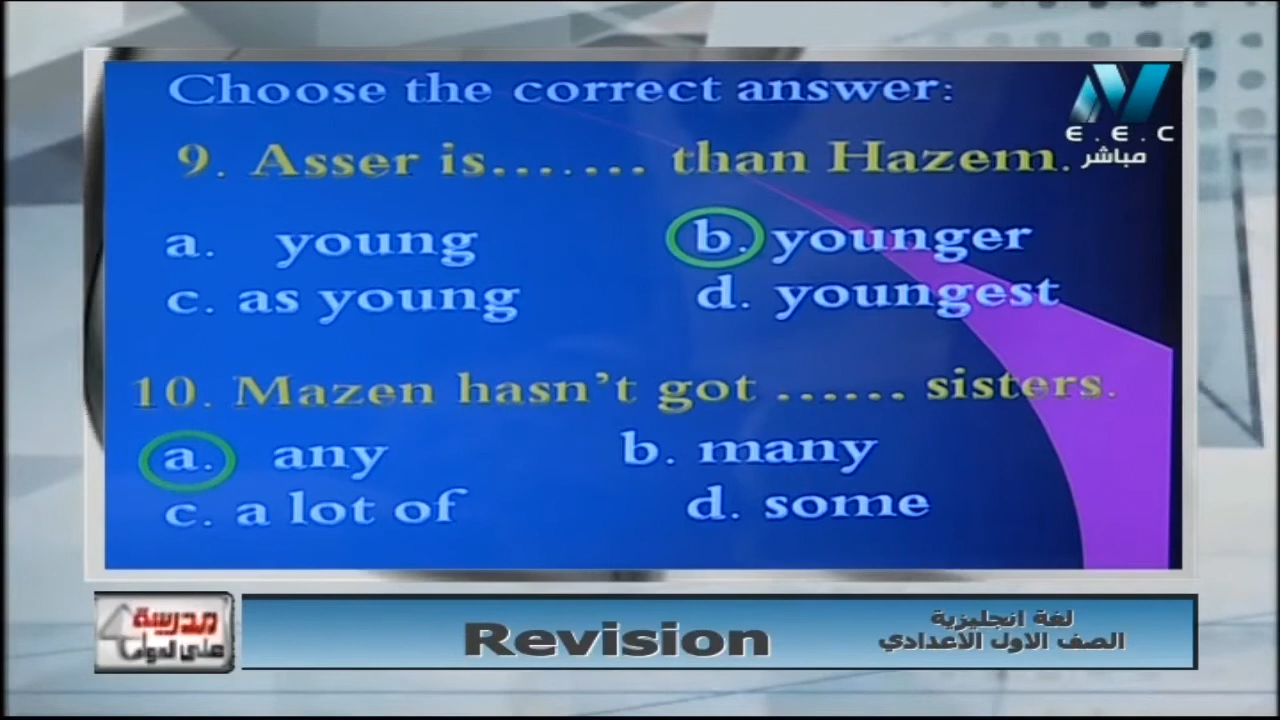 Choose the correct answer:
9. Asser is....... than Hazem.
a. young
b. younger
c. as young
d. youngest
10. Mazen hasn't got ...... sisters.
a. any
b. many
c. a lot of
d. some
E.E.C
مباشر
مدرسة
على الهواء
Revision
لغة انجليزية
الصف الاول الاعدادي